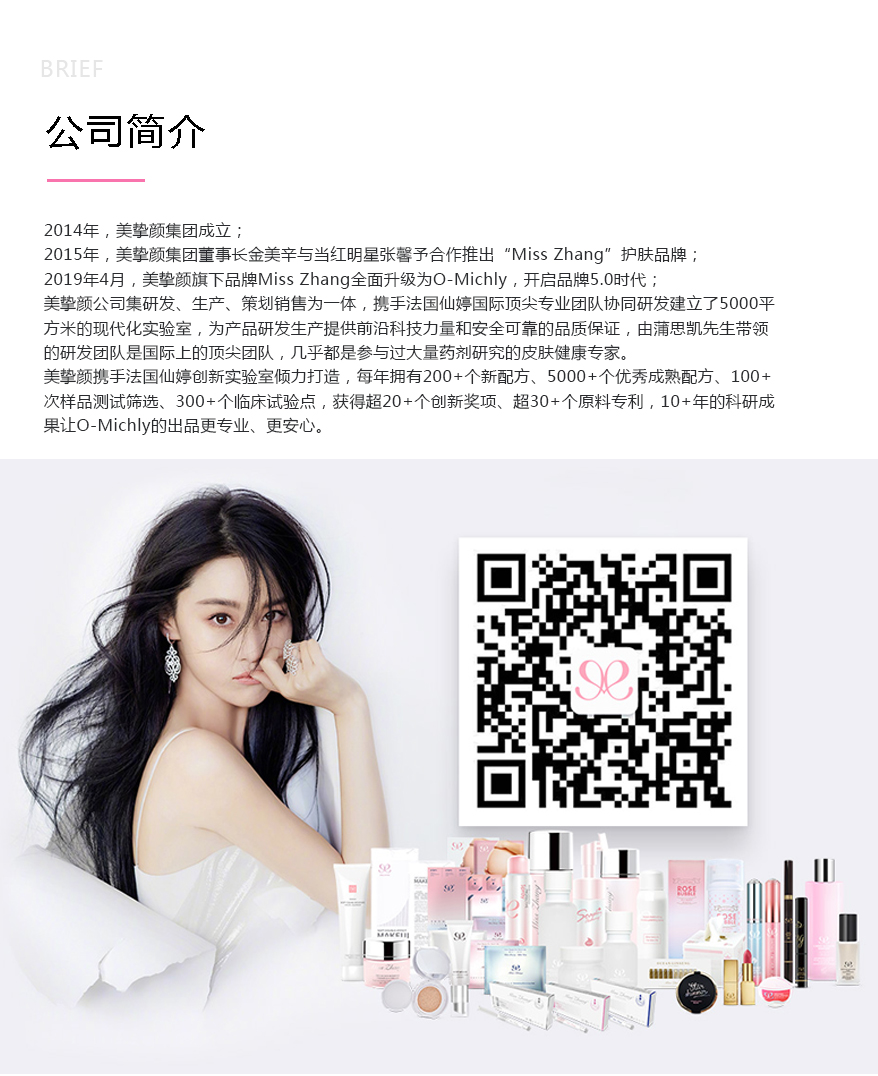 BRIEF
公司简介
2014年，美挚颜集团成立；
2015年，美挚颜集团董事长金美辛与当红明星张馨予合作推出“Miss Zhang”护肤品牌；
2019年4月，美挚颜旗下品牌Miss Zhang全面升级为O-Michly，开启品牌5.0时代；
美挚颜公司集研发、生产、策划销售为一体，携手法国仙婷国际顶尖专业团队协同研发建立了5000平
方米的现代化实验室，为产品研发生产提供前沿科技力量和安全可靠的品质保证，由蒲思凯先生带领
的研发团队是国际上的顶尖团队，几乎都是参与过大量药剂研究的皮肤健康专家。
美挚颜携手法国仙婷创新实验室倾力打造，每年拥有200+个新配方、5000+个优秀成熟配方、100+
次样品测试筛选、300+个临床试验点，获得超20+个创新奖项、超30+个原料专利，10+年的科研成
果让O-Michly的出品更专业、更安心。
ROSE
BUBBLE
Miss Zhang